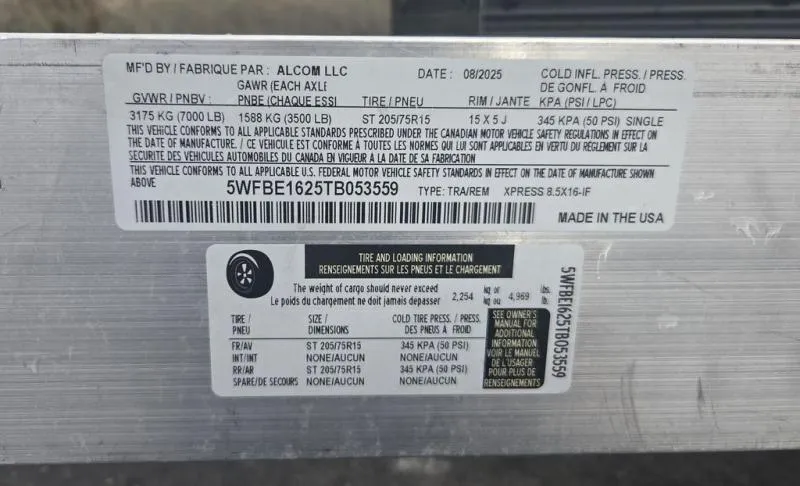 MF'D BY / FABRIQUE PAR : ALCOM LLC DATE : 08/2025 COLD INFL. PRESS. / PRESS.
GAWR (EACH AXLE DE GONFL. À FROID
GVWR / PNBV : PNBE (CHAQUE ESSI TIRE / PNEU RIM / JANTE KPA (PSI / LPC)
3175 KG (7000 LB) 1588 KG (3500 LB) ST 205/75R15 15 X 5 J 345 KPA (50 PSI) SINGLE
THIS VEHICLE CONFORMS TO ALL APPLICABLE STANDARDS PRESCRIBED UNDER THE CANADIAN MOTOR VEHICLE SAFETY REGULATIONS IN EFFECT ON
THE DATE OF MANUFACTURE. / CE VEHICULE EST CONFORME À TOUTES LES NORMES QUI LUI SONT APPLICABLES EN VERTU DU RÈGLEMENT SUR LA
SECURITE DES VEHICULES AUTOMOBILES DU CANADA EN VIGUEUR À LA DATE DE SA FABRICATION
THIS VEHICLE CONFORMS TO ALL APPLICABLE U.S. FEDERAL MOTOR VEHICLE SAFETY STANDARDS IN EFFECT ON THE DATE OF MANUFACTURE SHOWN
ABOVE 5WFBE1625TB053559 TYPE: TRA/REM XPRESS 8.5X16-IF
MADE IN THE USA
TIRE AND LOADING INFORMATION
RENSEIGNEMENTS SUR LES PNEUS ET LE CHARGEMENT
The weight of cargo should never exceed 2,254 kg or 4,969 lbs.
Le poids du chargement ne doit jamais depasser kg ou lb.
TIRE / SIZE / COLD TIRE PRESS. / PRESS.
PNEU DIMENSIONS DES PNEUS À FROID
FR/AV ST 205/75R15 345 KPA (50 PSI)
INT/INT NONE/AUCUN NONE/AUCUN
RR/AR ST 205/75R15 345 KPA (50 PSI)
SPARE/DE SECOURS NONE/AUCUN NONE/AUCUN
SEE OWNER'S
MANUAL FOR
ADDITIONAL
INFORMATION
VOIR LE MANUEL
DE L'USAGER
POUR PLUS DE
RENSEIGNEMENTS
5WFBE1625TB053559